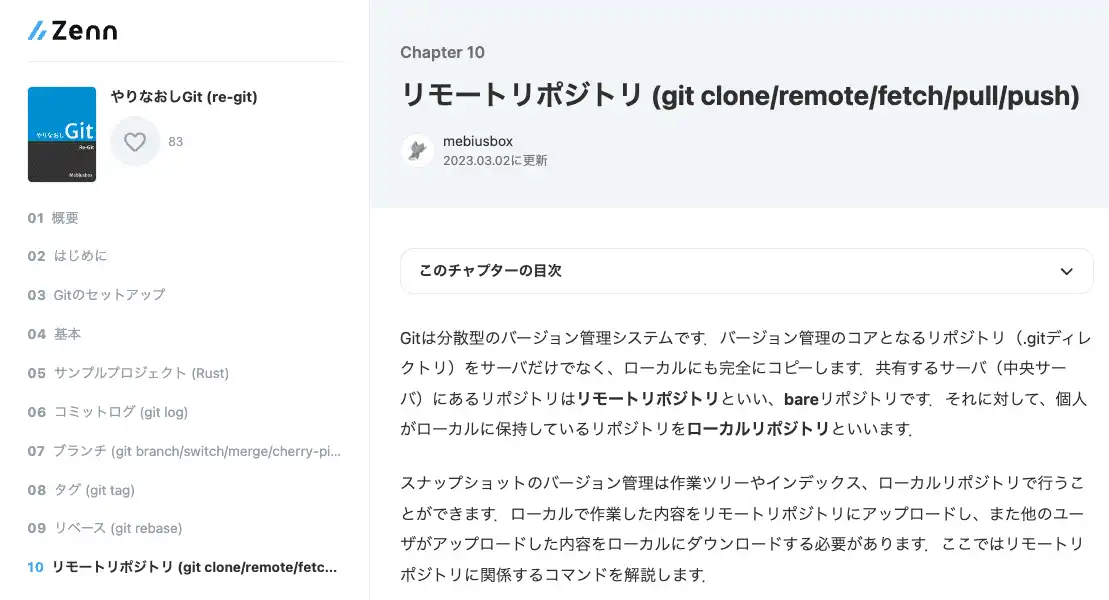 Zenn
やりなおしGit (re-git)
やりなおしGit
Re-Git
Mebiusbox
83
01 概要
02 はじめに
03 Gitのセットアップ
04 基本
05 サンプルプロジェクト (Rust)
06 コミットログ (git log)
07 ブランチ (git branch/switch/merge/cherry-pi...
08 タグ (git tag)
09 リベース (git rebase)
10 リモートリポジトリ (git clone/remote/fetc...
Chapter 10
リモートリポジトリ (git clone/remote/fetch/pull/push)
mebiusbox
2023.03.02に更新
このチャプターの目次
Gitは分散型のバージョン管理システムです．バージョン管理のコアとなるリポジトリ（.gitディレ
クトリ）をサーバだけでなく、ローカルにも完全にコピーします．共有するサーバ（中央サー
バ）にあるリポジトリはリモートリポジトリといい、bareリポジトリです．それに対して、個人
がローカルに保持しているリポジトリをローカルリポジトリといいます．
スナップショットのバージョン管理は作業ツリーやインデックス、ローカルリポジトリで行うこ
とができます．ローカルで作業した内容をリモートリポジトリにアップロードし、また他のユー
ザがアップロードした内容をローカルにダウンロードする必要があります．ここではリモートリ
ポジトリに関係するコマンドを解説します．